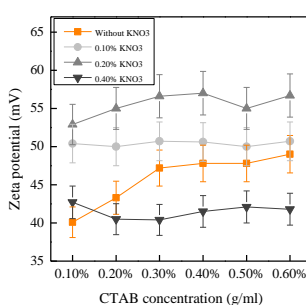 Without KNO3
0.10% KNO3
0.20% KNO3
0.40% KNO3
Zeta potential (mV)
65
60
55
50
45
40
35
0.10% 0.20% 0.30% 0.40% 0.50% 0.60%
CTAB concentration (g/ml)